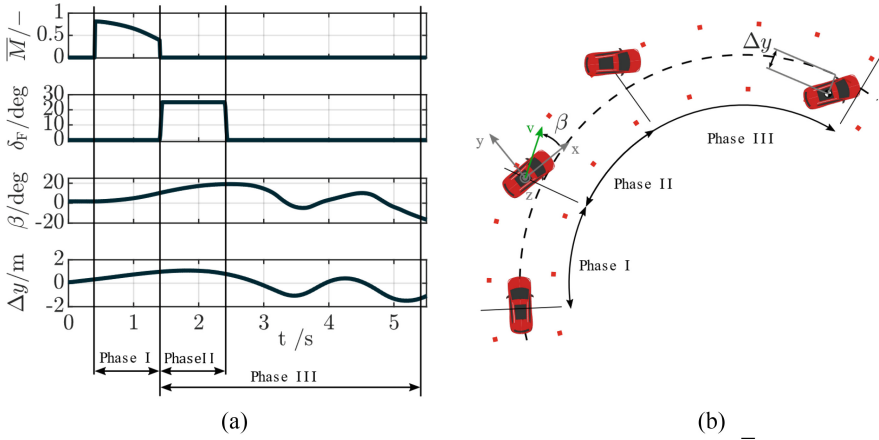 M̅/−
1
0.5
0
δF/deg
30
20
10
0
β/deg
20
0
-20
Δy/m
2
0
-2
0 1 2 3 4 5
t /s
Phase I
PhaseII
Phase III
(a)
Δy
β
v
y
x
z
Phase III
Phase II
Phase I
(b)